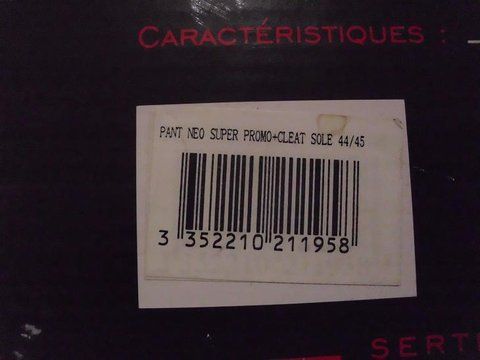 CARACTÉRISTIQUES :
PANT NEO SUPER PROMO+CLEAT SOLE 44/45
3 352210 211958
SERT